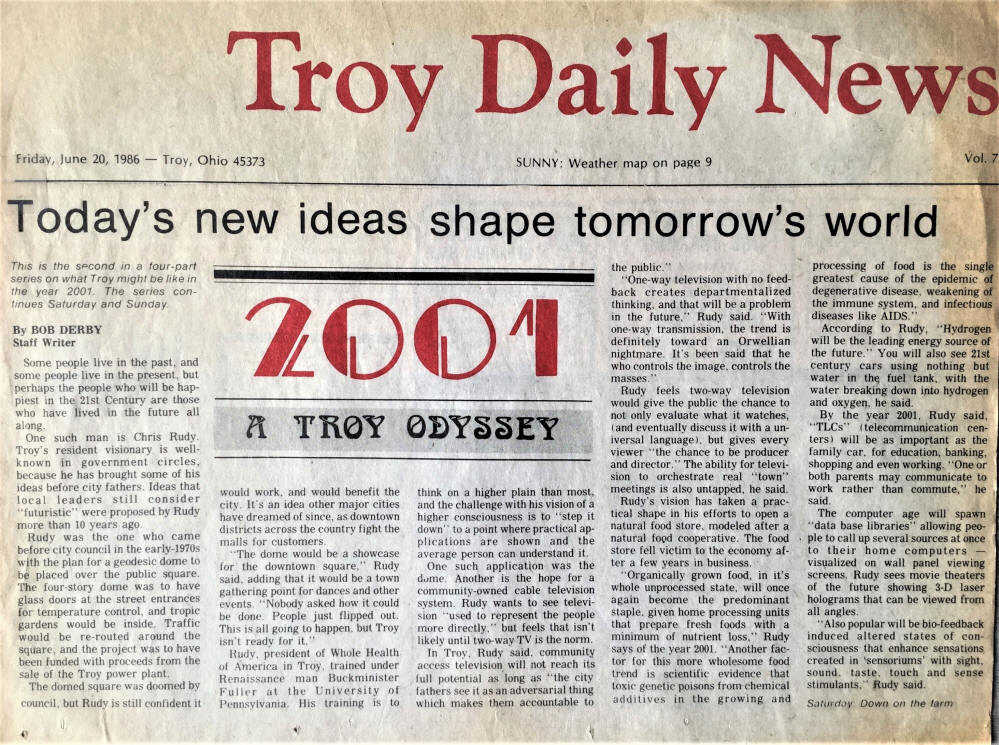 Troy Daily News
Friday, June 20, 1986 — Troy, Ohio 45373
SUNNY: Weather map on page 9
Vol. 7
Today's new ideas shape tomorrow's world
This is the second in a four-part
series on what Troy might be like in
the year 2001. The series con-
tinues Saturday and Sunday.
By BOB DERBY
Staff Writer
Some people live in the past, and
some people live in the present, but
perhaps the people who will be hap-
piest in the 21st Century are those
who have lived in the future all
along.
One such man is Chris Rudy.
Troy's resident visionary is well-
known in government circles,
because he has brought some of his
ideas before city fathers. Ideas that
local leaders still consider
"futuristic" were proposed by Rudy
more than 10 years ago.
Rudy was the one who came
before city council in the early-1970s
with the plan for a geodesic dome to
be placed over the public square.
The four-story dome was to have
glass doors at the street entrances
for temperature control, and tropic
gardens would be inside. Traffic
would be re-routed around the
square, and the project was to have
been funded with proceeds from the
sale of the Troy power plant.
The domed square was doomed by
council, but Rudy is still confident it
2001
A TROY ODYSSEY
would work, and would benefit the
city. It's an idea other major cities
have dreamed of since, as downtown
districts across the country fight the
malls for customers.
"The dome would be a showcase
for the downtown square," Rudy
said, adding that it would be a town
gathering point for dances and other
events. "Nobody asked how it could
be done. People just flipped out.
This is all going to happen, but Troy
isn't ready for it."
Rudy, president of Whole Health
of America in Troy, trained under
Renaissance man Buckminister
Fuller at the University of
Pennsylvania. His training is to
think on a higher plain than most,
and the challenge with his vision of a
higher consciousness is to "step it
down" to a point where practical ap-
plications are shown and the
average person can understand it.
One such application was the
dome. Another is the hope for a
community-owned cable television
system. Rudy wants to see televi-
sion "used to represent the people
more directly," but feels that isn't
likely until two-way TV is the norm.
In Troy, Rudy said, community
access television will not reach its
full potential as long as "the city
fathers see it as an adversarial thing
which makes them accountable to
the public."
"One-way television with no feed-
back creates departmentalized
thinking, and that will be a problem
in the future," Rudy said. "With
one-way transmission, the trend is
definitely toward an Orwellian
nightmare. It's been said that he
who controls the image, controls the
masses."
Rudy feels two-way television
would give the public the chance to
not only evaluate what it watches,
(and eventually discuss it with a un-
iversal language), but gives every
viewer "the chance to be producer
and director." The ability for televi-
sion to orchestrate real "town"
meetings is also untapped, he said.
Rudy's vision has taken a prac-
tical shape in his efforts to open a
natural food store, modeled after a
natural food cooperative. The food
store fell victim to the economy af-
ter a few years in business.
"Organically grown food, in it's
whole unprocessed state, will once
again become the predominant
staple, given home processing units
that prepare fresh foods with a
minimum of nutrient loss," Rudy
says of the year 2001. "Another fac-
tor for this more wholesome food
trend is scientific evidence that
toxic genetic poisons from chemical
additives in the growing and
processing of food is the single
greatest cause of the epidemic of
degenerative disease, weakening of
the immune system, and infectious
diseases like AIDS."
According to Rudy, "Hydrogen
will be the leading energy source of
the future." You will also see 21st
century cars using nothing but
water in the fuel tank, with the
water breaking down into hydrogen
and oxygen, he said.
By the year 2001, Rudy said,
"TLCs" (telecommunication cen-
ters) will be as important as the
family car, for education, banking,
shopping and even working. "One or
both parents may communicate to
work rather than commute," he
said.
The computer age will spawn
"data base libraries" allowing peo-
ple to call up several sources at once
to their home computers —
visualized on wall panel viewing
screens. Rudy sees movie theaters
of the future showing 3-D laser
holograms that can be viewed from
all angles.
"Also popular will be bio-feedback
induced altered states of con-
sciousness that enhance sensations
created in 'sensoriums' with sight,
sound, taste, touch and sense
stimulants," Rudy said.
Saturday: Down on the farm